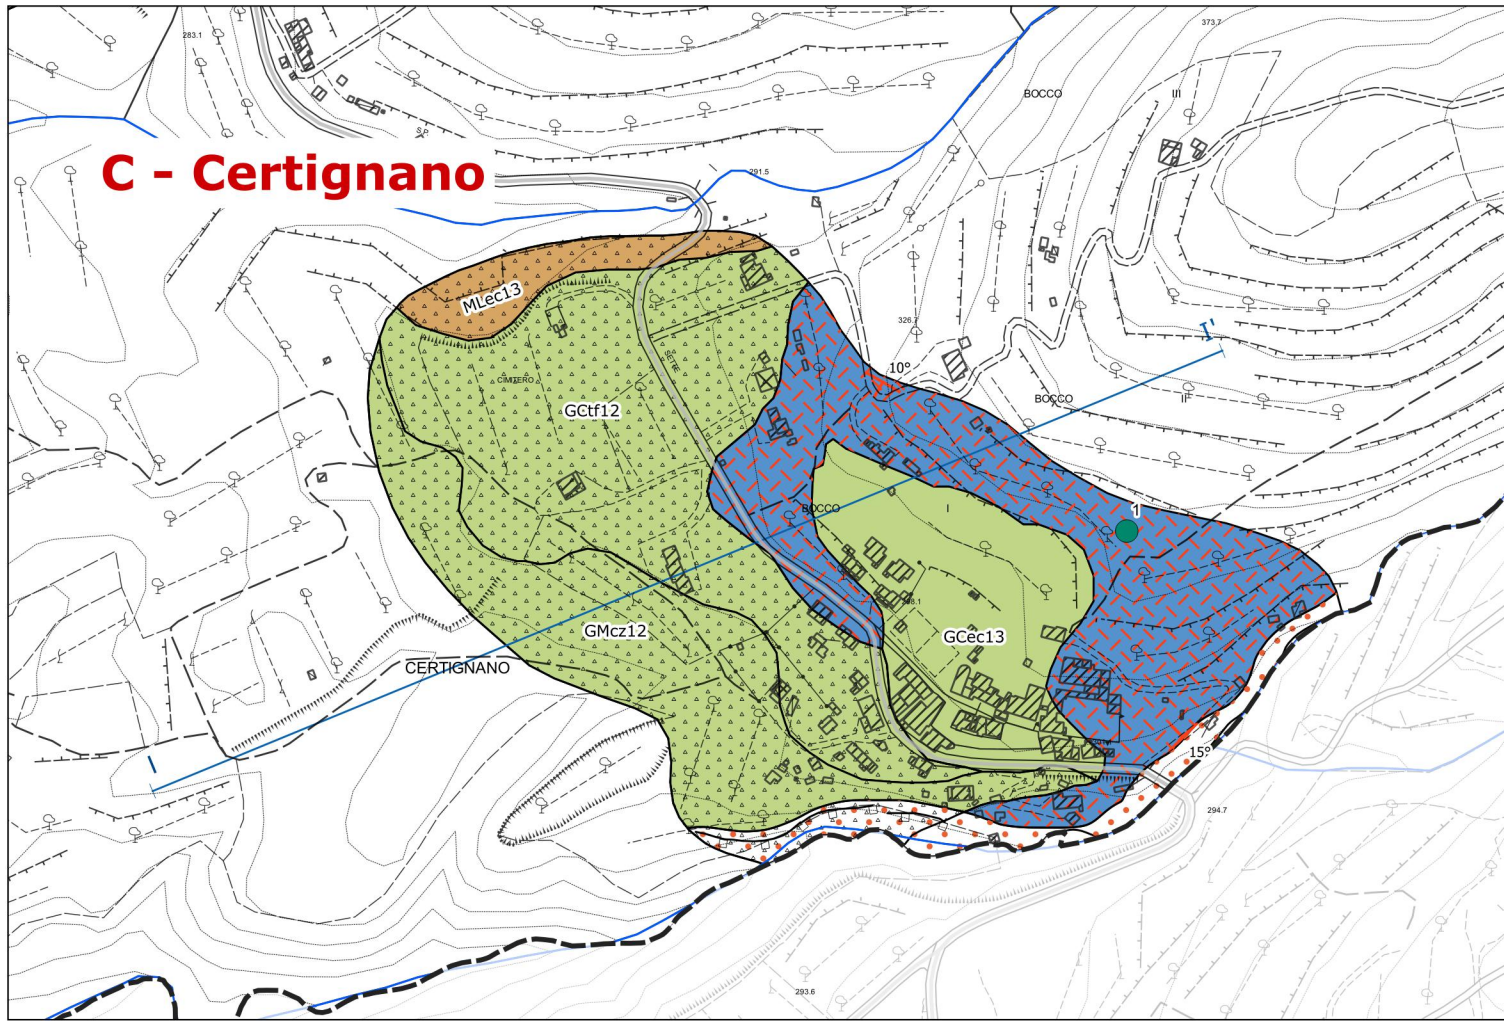 373.7
283.1
BOCCO
III
S.P.
C - Certignano
291.5
MLec13
326.7
I'
SETTE
10°
CIMITERO
GCtf12
BOCCO
II
BOCCO
I
1
GMcz12
GCec13
CERTIGNANO
15°
I
294.7
293.6